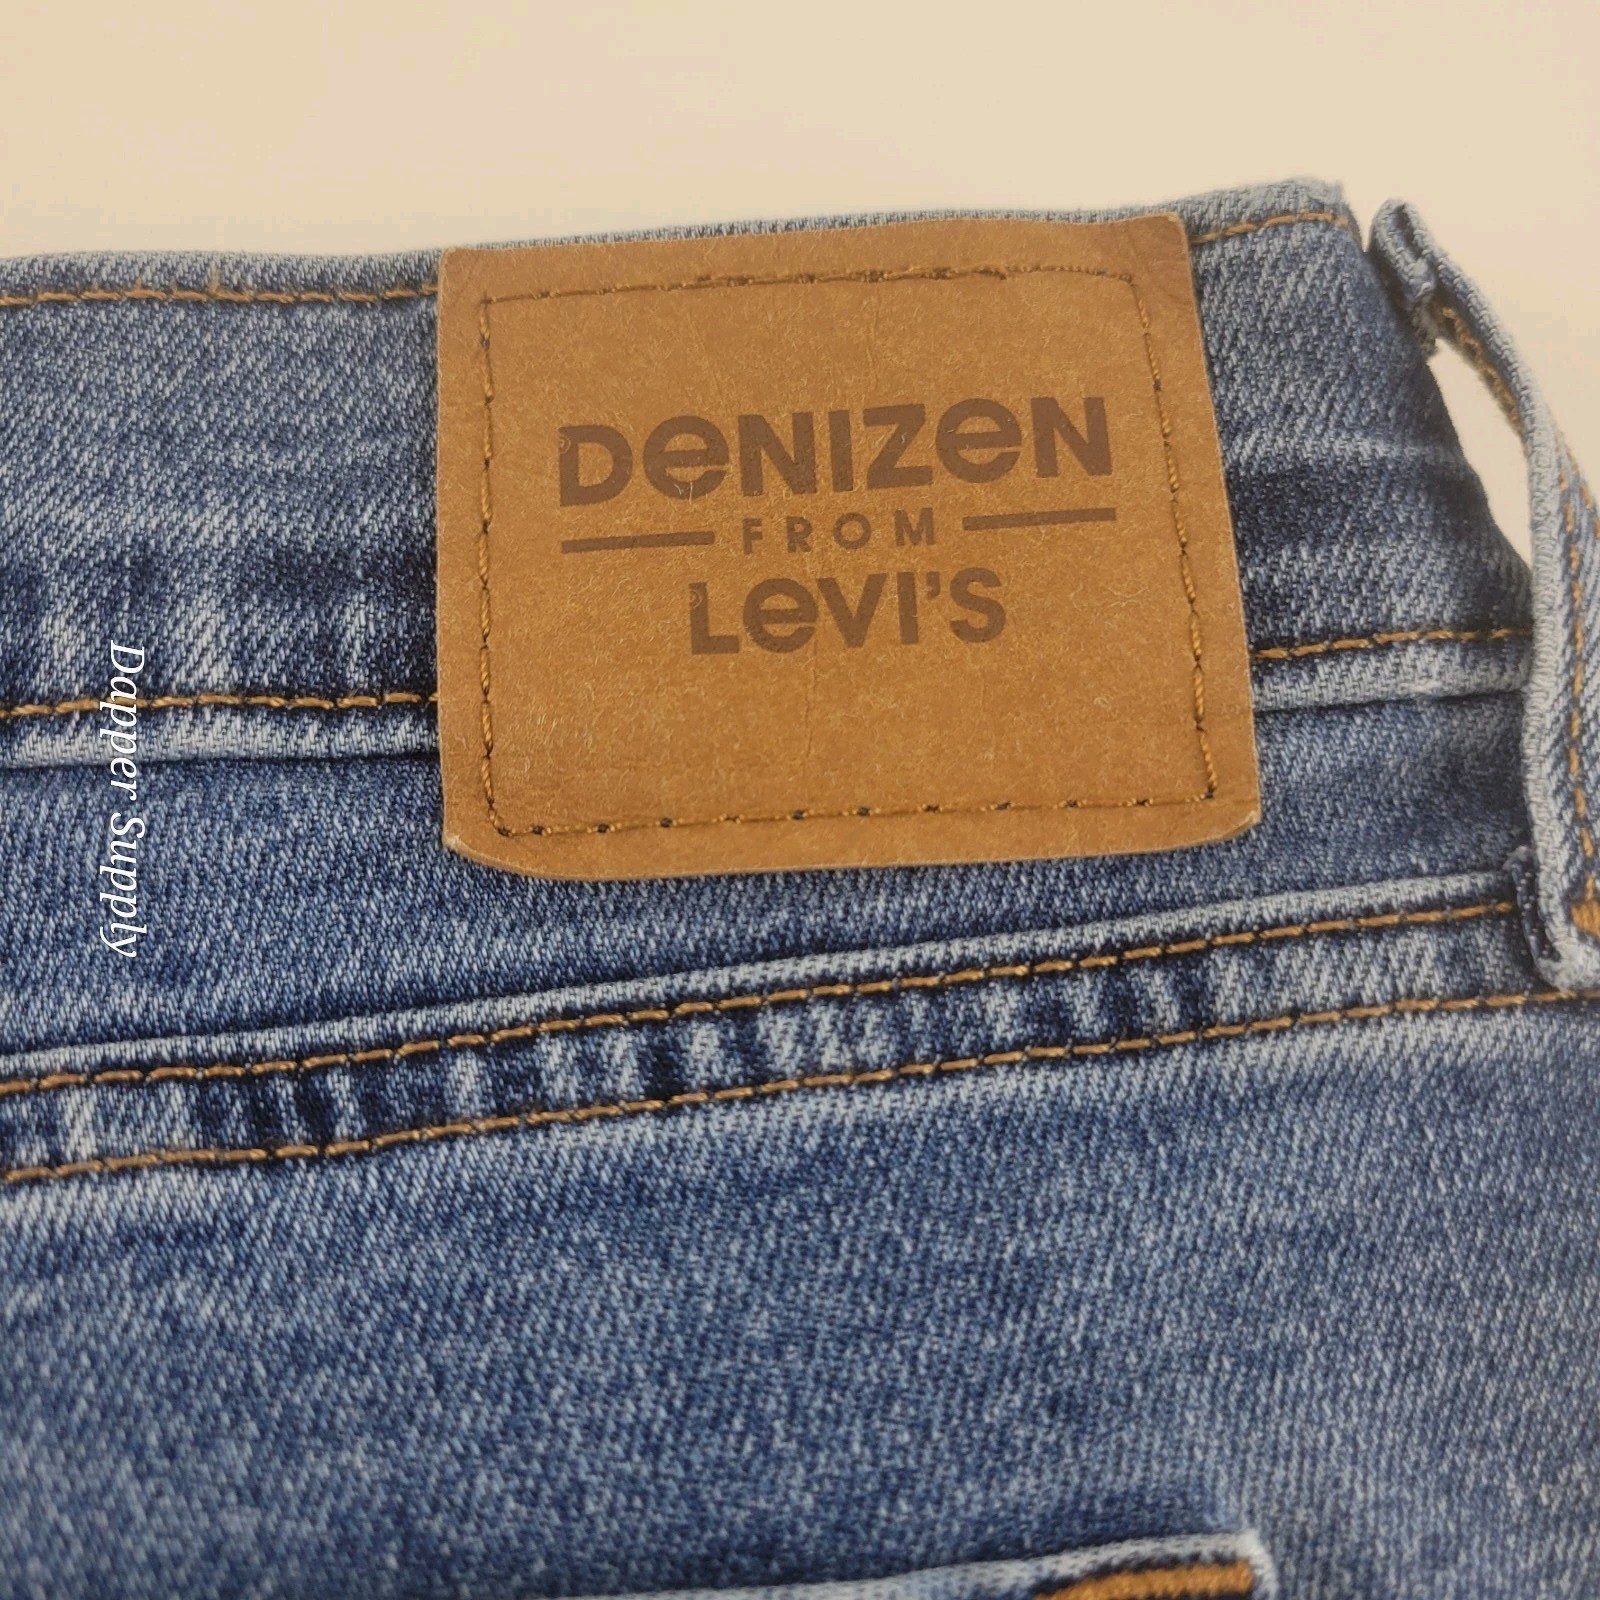 DeNIZeN
FROM
LeVI'S
Dapper Supply